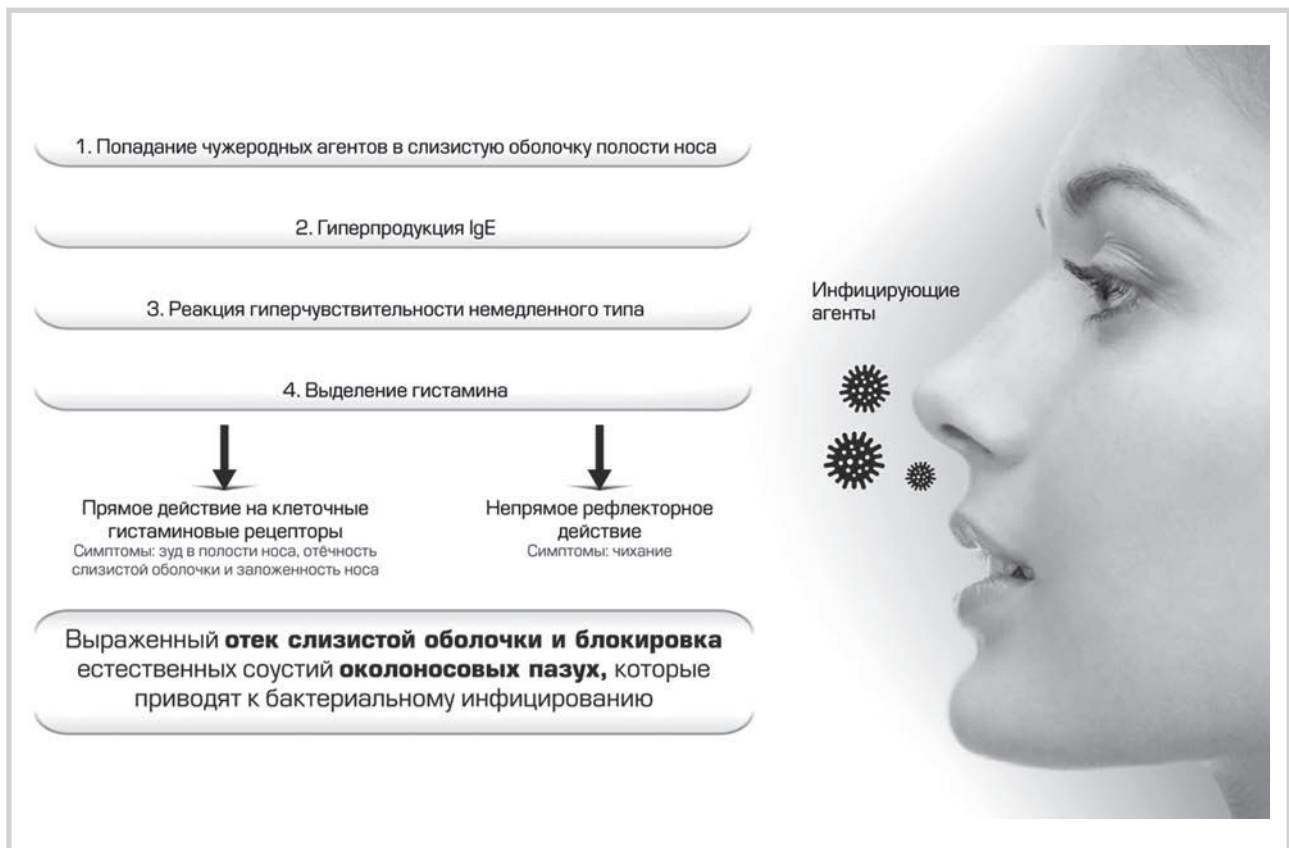 1. Попадание чужеродных агентов в слизистую оболочку полости носа
2. Гиперпродукция IgE
3. Реакция гиперчувствительности немедленного типа
4. Выделение гистамина
Прямое действие на клеточные
гистаминовые рецепторы
Симптомы: зуд в полости носа, отёчность
слизистой оболочки и заложенность носа
Непрямое рефлекторное
действие
Симптомы: чихание
Выраженный отек слизистой оболочки и блокировка
естественных соустий околоносовых пазух, которые
приводят к бактериальному инфицированию
Инфицирующие
агенты